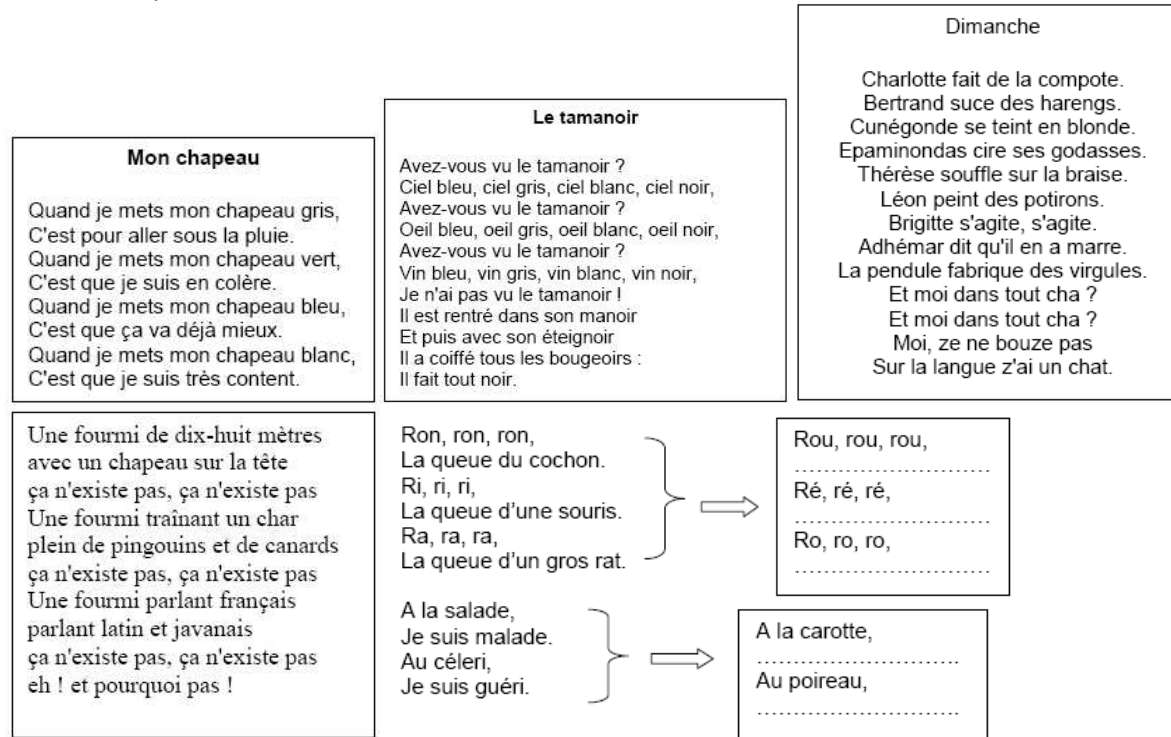 Mon chapeau
Quand je mets mon chapeau gris,
C'est pour aller sous la pluie.
Quand je mets mon chapeau vert,
C'est que je suis en colère.
Quand je mets mon chapeau bleu,
C'est que ça va déjà mieux.
Quand je mets mon chapeau blanc,
C'est que je suis très content.
Le tamanoir
Avez-vous vu le tamanoir ?
Ciel bleu, ciel gris, ciel blanc, ciel noir,
Avez-vous vu le tamanoir ?
Oeil bleu, oeil gris, oeil blanc, oeil noir,
Avez-vous vu le tamanoir ?
Vin bleu, vin gris, vin blanc, vin noir,
Je n'ai pas vu le tamanoir !
Il est rentré dans son manoir
Et puis avec son éteignoir
Il a coiffé tous les bougeoirs :
Il fait tout noir.
Dimanche
Charlotte fait de la compote.
Bertrand suce des harengs.
Cunégonde se teint en blonde.
Epaminondas cire ses godasses.
Thérèse souffle sur la braise.
Léon peint des potirons.
Brigitte s'agite, s'agite.
Adhémar dit qu'il en a marre.
La pendule fabrique des virgules.
Et moi dans tout cha ?
Et moi dans tout cha ?
Moi, ze ne bouze pas
Sur la langue z'ai un chat.
Une fourmi de dix-huit mètres
avec un chapeau sur la tête
ça n'existe pas, ça n'existe pas
Une fourmi traînant un char
plein de pingouins et de canards
ça n'existe pas, ça n'existe pas
Une fourmi parlant français
parlant latin et javanais
ça n'existe pas, ça n'existe pas
eh ! et pourquoi pas !
Ron, ron, ron,
La queue du cochon.
Ri, ri, ri,
La queue d'une souris.
Ra, ra, ra,
La queue d'un gros rat.
Rou, rou, rou,
............................
Ré, ré, ré,
............................
Ro, ro, ro,
............................
A la salade,
Je suis malade.
Au céleri,
Je suis guéri.
A la carotte,
............................
Au poireau,
............................